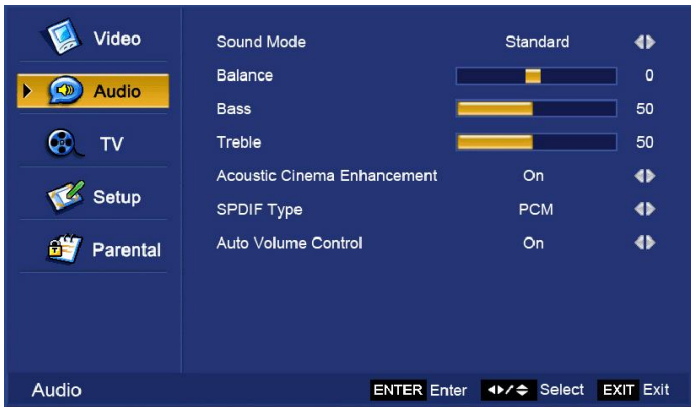 Video
Audio
TV
Setup
Parental
Sound Mode Standard
Balance 0
Bass 50
Treble 50
Acoustic Cinema Enhancement On
SPDIF Type PCM
Auto Volume Control On
Audio ENTER Enter Select EXIT Exit